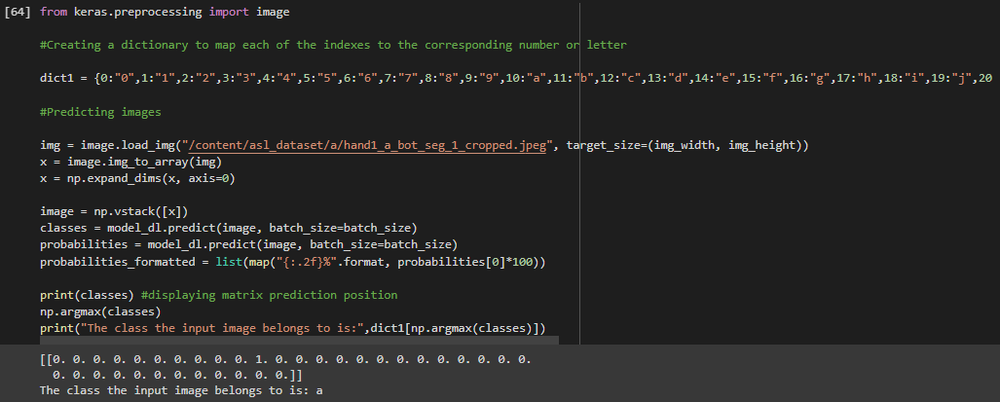 [64] from keras.preprocessing import image
#Creating a dictionary to map each of the indexes to the corresponding number or letter
dict1 = {0:"0",1:"1",2:"2",3:"3",4:"4",5:"5",6:"6",7:"7",8:"8",9:"9",10:"a",11:"b",12:"c",13:"d",14:"e",15:"f",16:"g",17:"h",18:"i",19:"j",20
#Predicting images
img = image.load_img("/content/asl_dataset/a/hand1_a_bot_seg_1_cropped.jpeg", target_size=(img_width, img_height))
x = image.img_to_array(img)
x = np.expand_dims(x, axis=0)
image = np.vstack([x])
classes = model_dl.predict(image, batch_size=batch_size)
probabilities = model_dl.predict(image, batch_size=batch_size)
probabilities_formatted = list(map("{:.2f}%".format, probabilities[0]*100))
print(classes) #displaying matrix prediction position
np.argmax(classes)
print("The class the input image belongs to is:",dict1[np.argmax(classes)])
[[0. 0. 0. 0. 0. 0. 0. 0. 0. 0. 1. 0. 0. 0. 0. 0. 0. 0. 0. 0. 0. 0. 0. 0.
0. 0. 0. 0. 0. 0. 0. 0. 0. 0. 0. 0.]]
The class the input image belongs to is: a